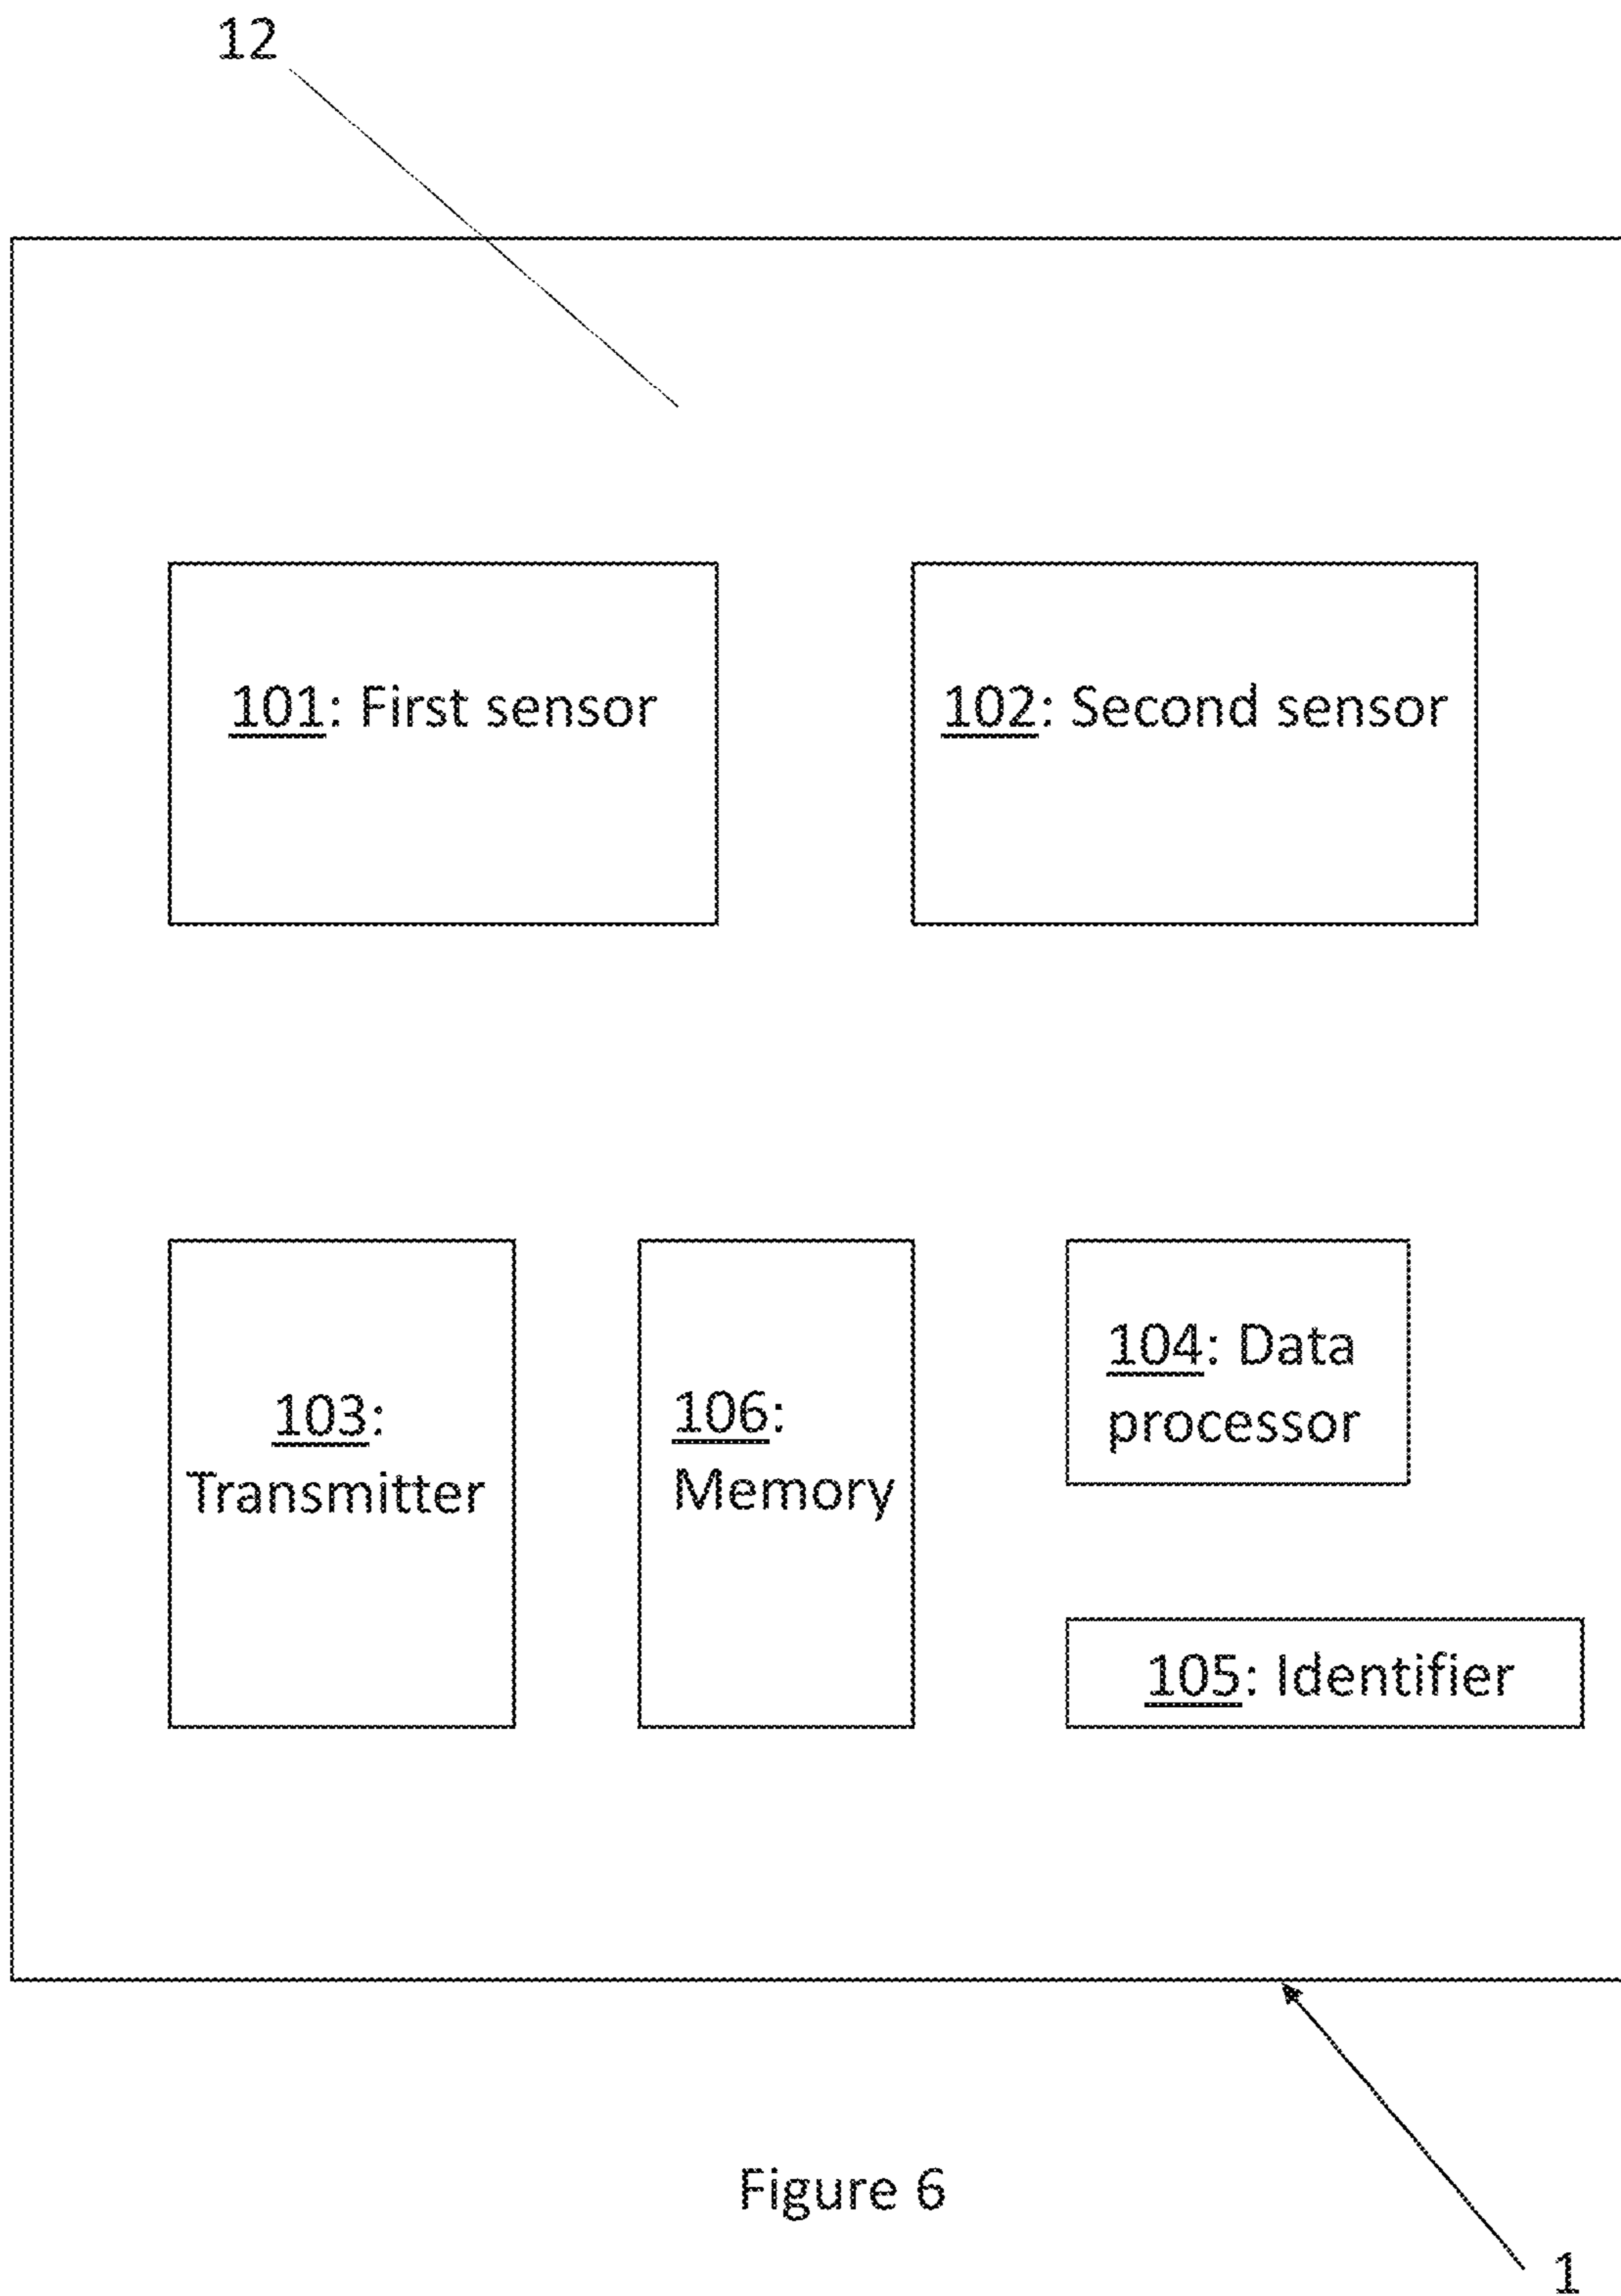 12
101: First sensor
102: Second sensor
103:
Transmitter
106:
Memory
104: Data
processor
105: Identifier
Figure 6
1